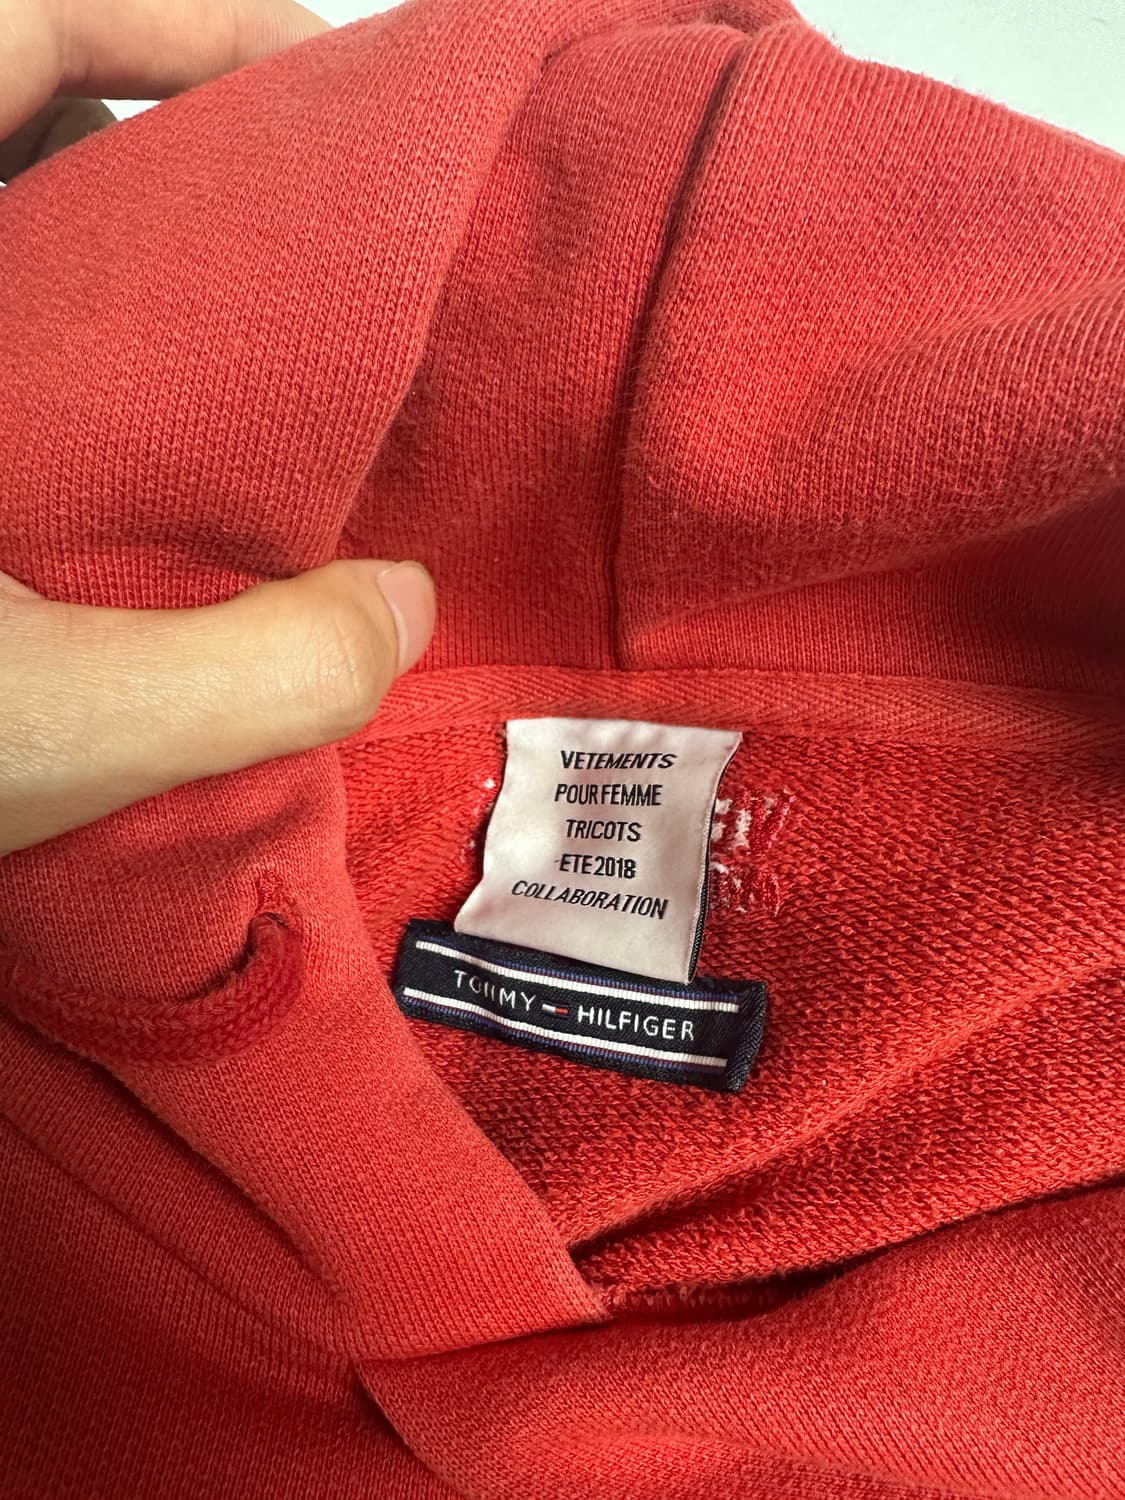 VETEMENTS
POUR FEMME
TRICOTS
ETE 2018
COLLABORATION
TOMMY HILFIGER